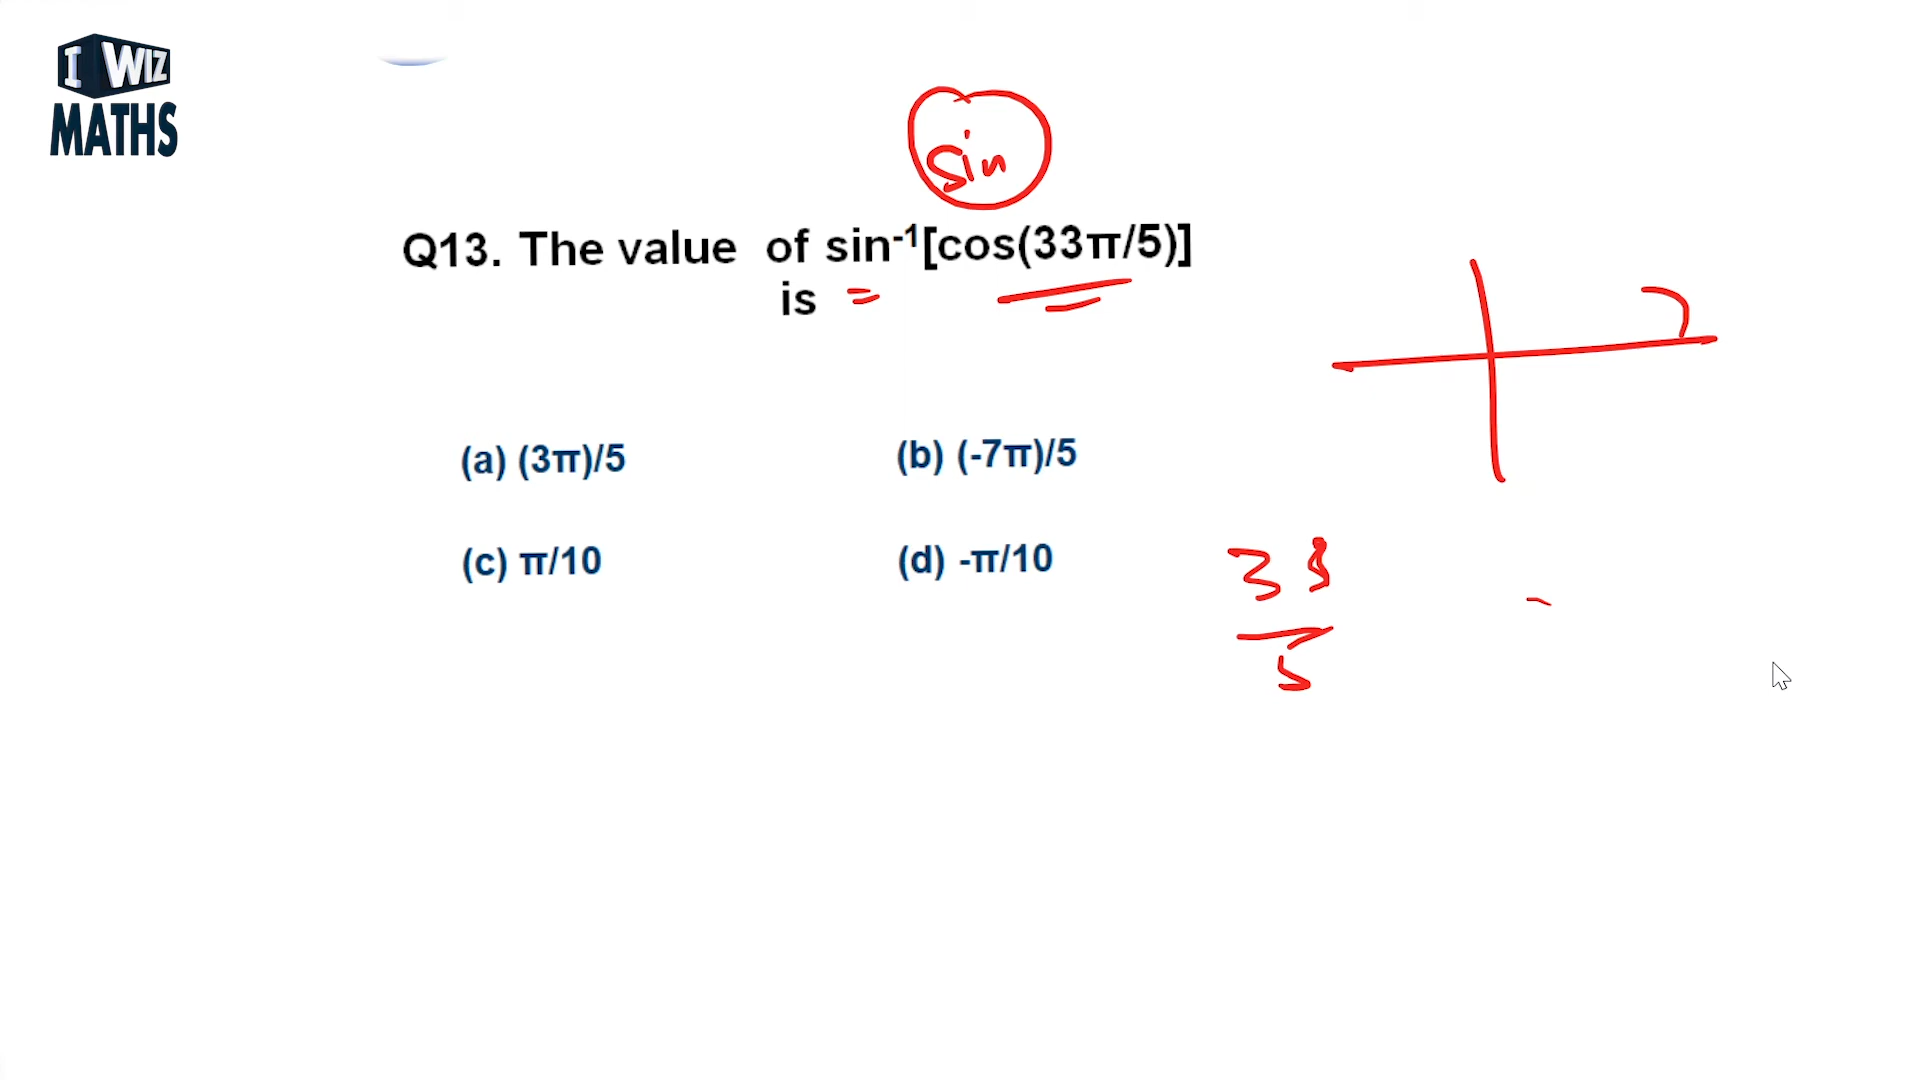 I WIZ
MATHS
sin
Q13. The value of sin⁻¹[cos(33π/5)]
is
(a) (3π)/5
(b) (-7π)/5
(c) π/10
(d) -π/10
33
5